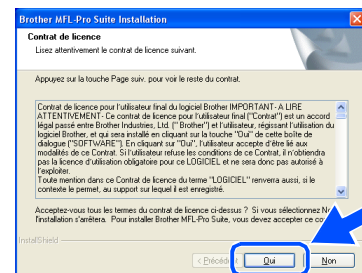 Brother MFL-Pro Suite Installation
Contrat de licence
Lisez attentivement le contrat de licence suivant.
Appuyez sur la touche Page suiv. pour voir le reste du contrat.
Contrat de licence pour l'utilisateur final du logiciel Brother IMPORTANT- A LIRE
ATTENTIVEMENT- Ce contrat de licence pour l'utilisateur final ("Contrat") est un accord
légal passé entre Brother Industries, Ltd. (" Brother") et l'utilisateur, régissant l'utilisation du
logiciel Brother, et qui sera installé en cliquant sur la touche "Oui" de cette boîte de
dialogue ("SOFTWARE"). En cliquant sur "Oui", l'utilisateur accepte d'être lié aux
modalités de ce Contrat. Si l'utilisateur refuse les conditions de ce Contrat, il n'obtiendra
pas la licence d'utilisation obligatoire pour ce LOGICIEL et ne sera donc pas autorisé à
l'exploiter.
Toute mention dans ce Contrat de licence du terme "LOGICIEL" renverra aussi, si le
contexte le permet, au support sur lequel il est enregistré.
Acceptez-vous tous les termes du contrat de licence ci-dessus ? Si vous sélectionnez
l'installation s'arrêtera. Pour installer Brother MFL-Pro Suite, vous devez accepter ce
InstallShield
< Précédent
Oui
Non